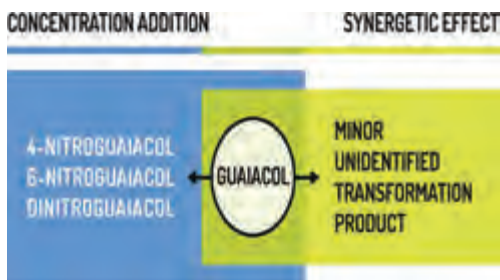 CONCENTRATION ADDITION
SYNERGETIC EFFECT
4-NITROGUAIACOL
6-NITROGUAIACOL
DINITROGUAIACOL
GUAIACOL
MINOR
UNIDENTIFIED
TRANSFORMATION
PRODUCT